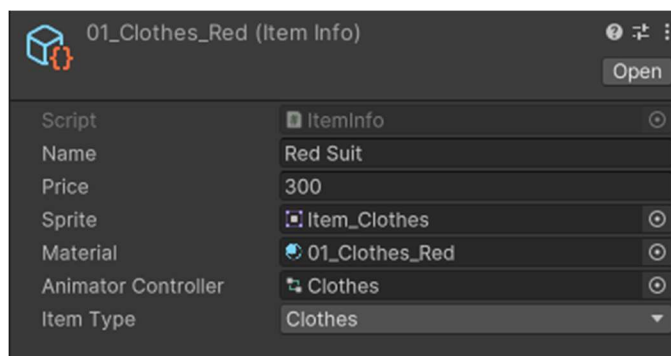 01_Clothes_Red (Item Info)
Open
Script ItemInfo
Name Red Suit
Price 300
Sprite Item_Clothes
Material 01_Clothes_Red
Animator Controller Clothes
Item Type Clothes